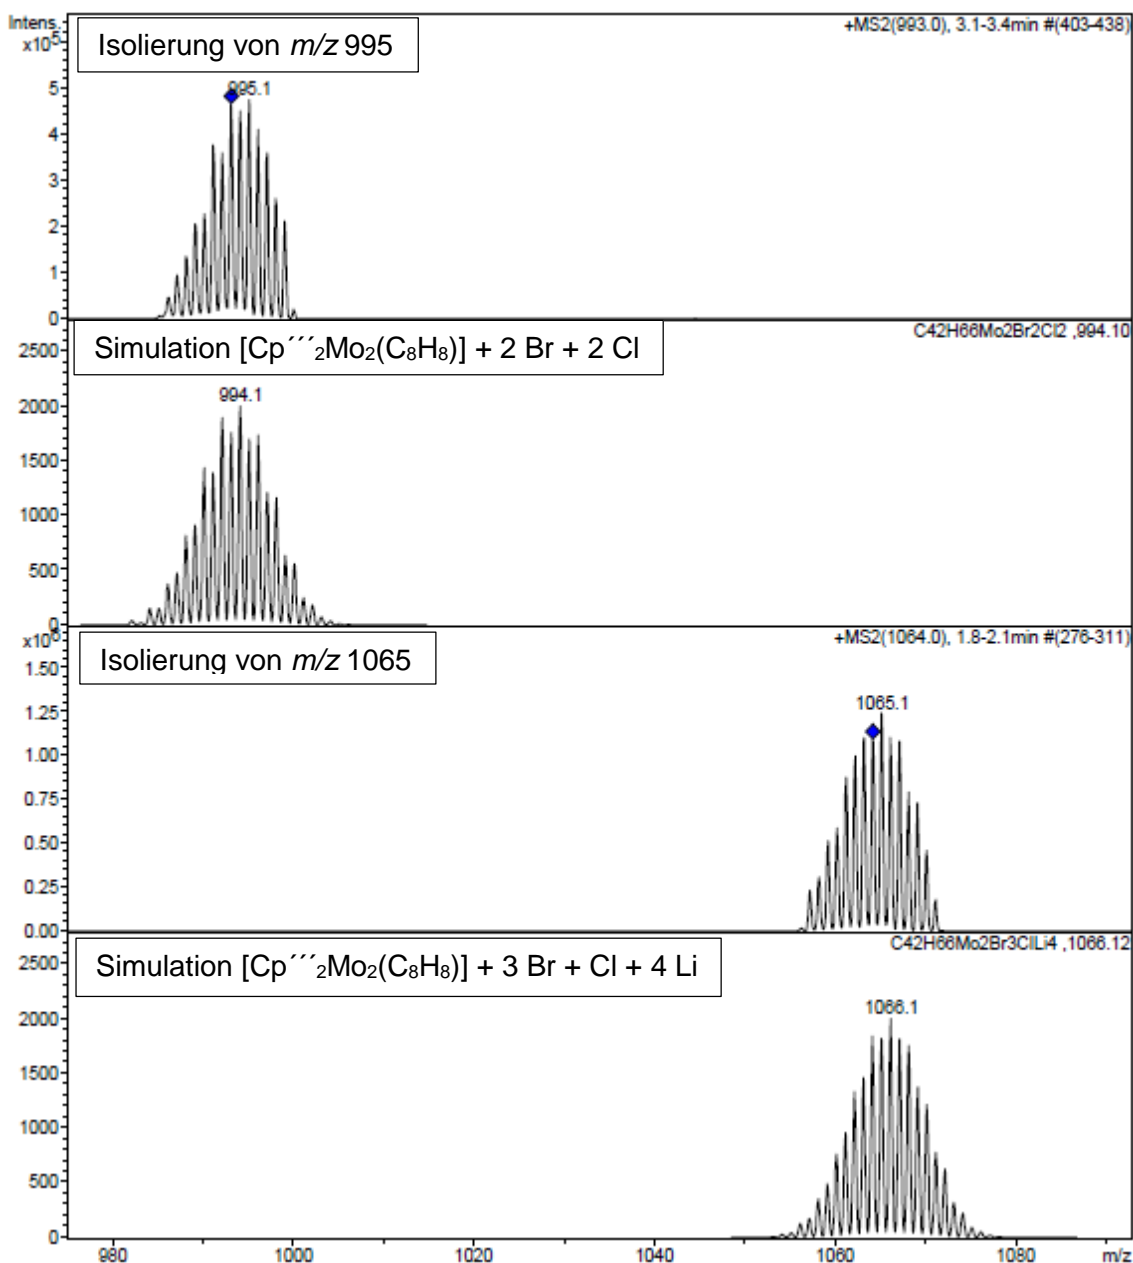 Intens.
x10⁵
+MS2(993.0), 3.1-3.4min #(403-438)
Isolierung von m/z 995
995.1
5
4
3
2
1
0
C42H66Mo2Br2Cl2 ,994.10
Simulation [Cp´´´₂Mo₂(C₈H₈)] + 2 Br + 2 Cl
994.1
2500
2000
1500
1000
500
0
x10⁶
+MS2(1064.0), 1.8-2.1min #(276-311)
Isolierung von m/z 1065
1065.1
1.50
1.25
1.00
0.75
0.50
0.25
0.00
C42H66Mo2Br3ClLi4 ,1066.12
Simulation [Cp´´´₂Mo₂(C₈H₈)] + 3 Br + Cl + 4 Li
1066.1
2500
2000
1500
1000
500
0
980 1000 1020 1040 1060 1080 m/z